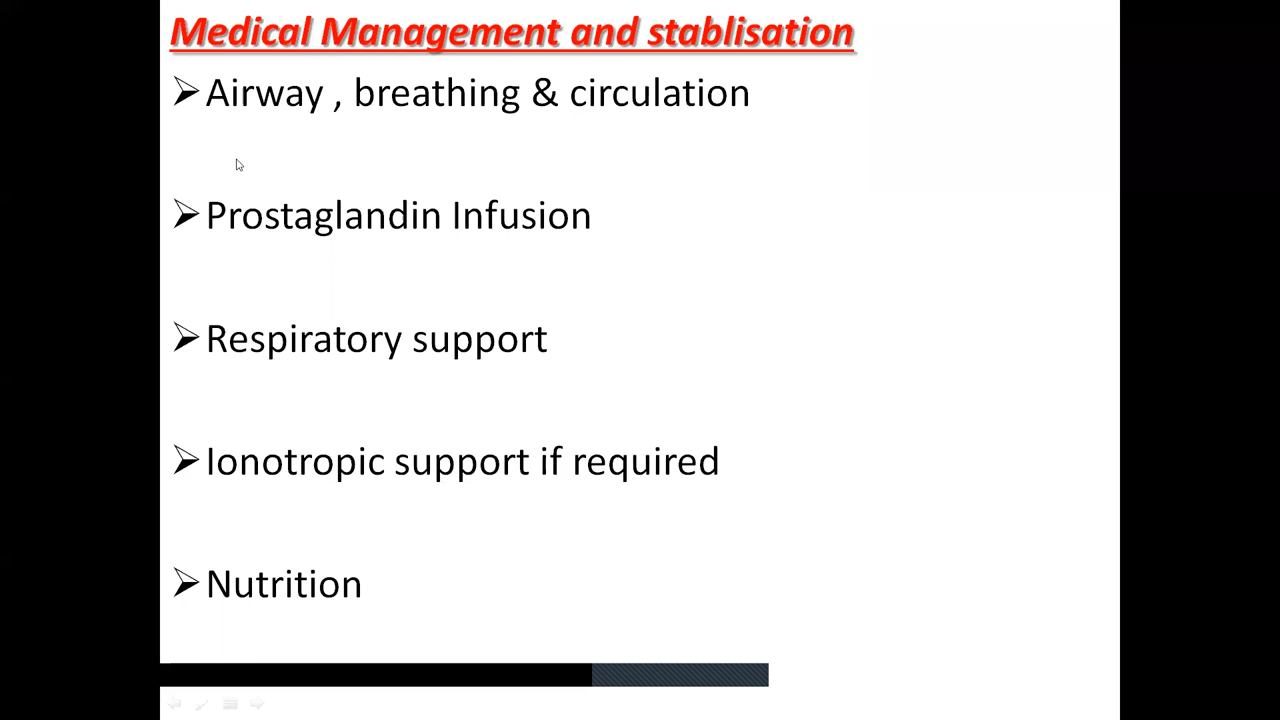 Medical Management and stablisation
Airway , breathing & circulation
Prostaglandin Infusion
Respiratory support
Ionotropic support if required
Nutrition